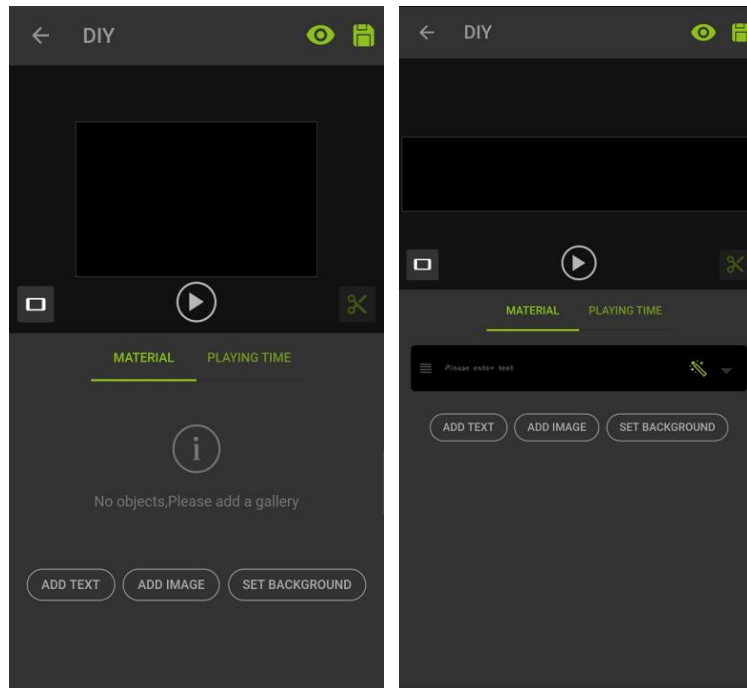 DIY
MATERIAL PLAYING TIME
i
No objects,Please add a gallery
ADD TEXT ADD IMAGE SET BACKGROUND
DIY
MATERIAL PLAYING TIME
Please enter text
ADD TEXT ADD IMAGE SET BACKGROUND